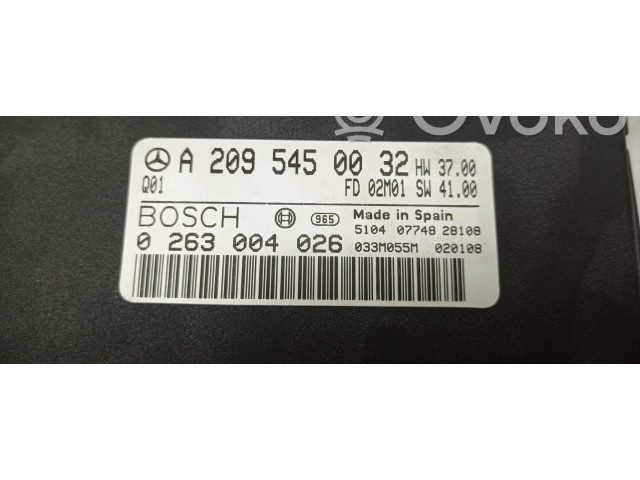 Ovoko
A 209 545 00 32 HW 37.00
Q01 FD 02M01 SW 41.00
BOSCH 965 Made in Spain
5104 07748 28108
0 263 004 026 033M055M 020108